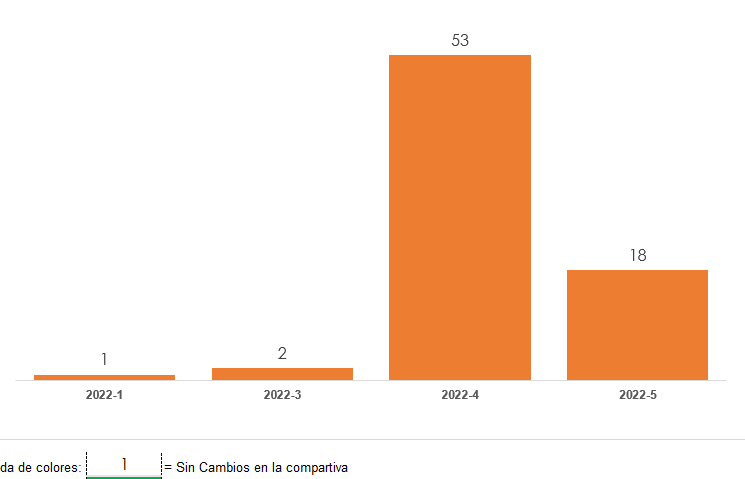 53
18
2
1
2022-1 2022-3 2022-4 2022-5
da de colores: 1 = Sin Cambios en la compartiva